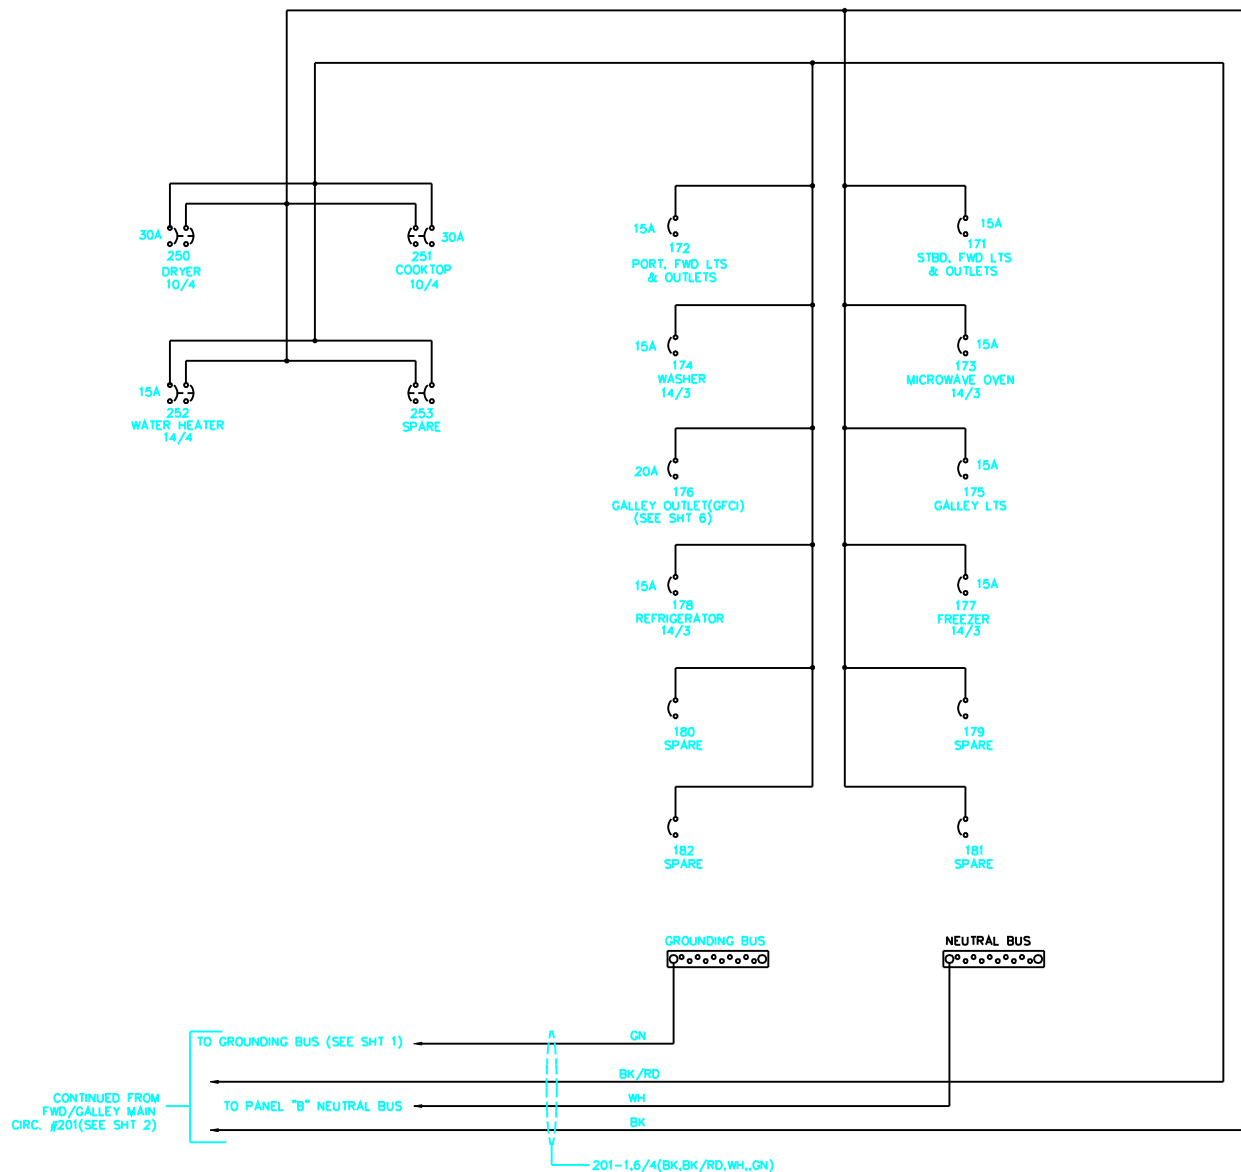 30A
250
DRYER
10/4
30A
251
COOKTOP
10/4
15A
252
WATER HEATER
14/4
253
SPARE
15A
172
PORT, FWD LTS
& OUTLETS
15A
171
STBD, FWD LTS
& OUTLETS
15A
174
WASHER
14/3
15A
173
MICROWAVE OVEN
14/3
20A
176
GALLEY OUTLET(GFCI)
(SEE SHT 6)
15A
175
GALLEY LTS
15A
178
REFRIGERATOR
14/3
15A
177
FREEZER
14/3
180
SPARE
179
SPARE
182
SPARE
181
SPARE
GROUNDING BUS
NEUTRAL BUS
TO GROUNDING BUS (SEE SHT 1)
GN
BK/RD
CONTINUED FROM
FWD/GALLEY MAIN
CIRC. #201(SEE SHT 2)
TO PANEL "B" NEUTRAL BUS
WH
BK
201-1,6/4(BK,BK/RD,WH,,GN)